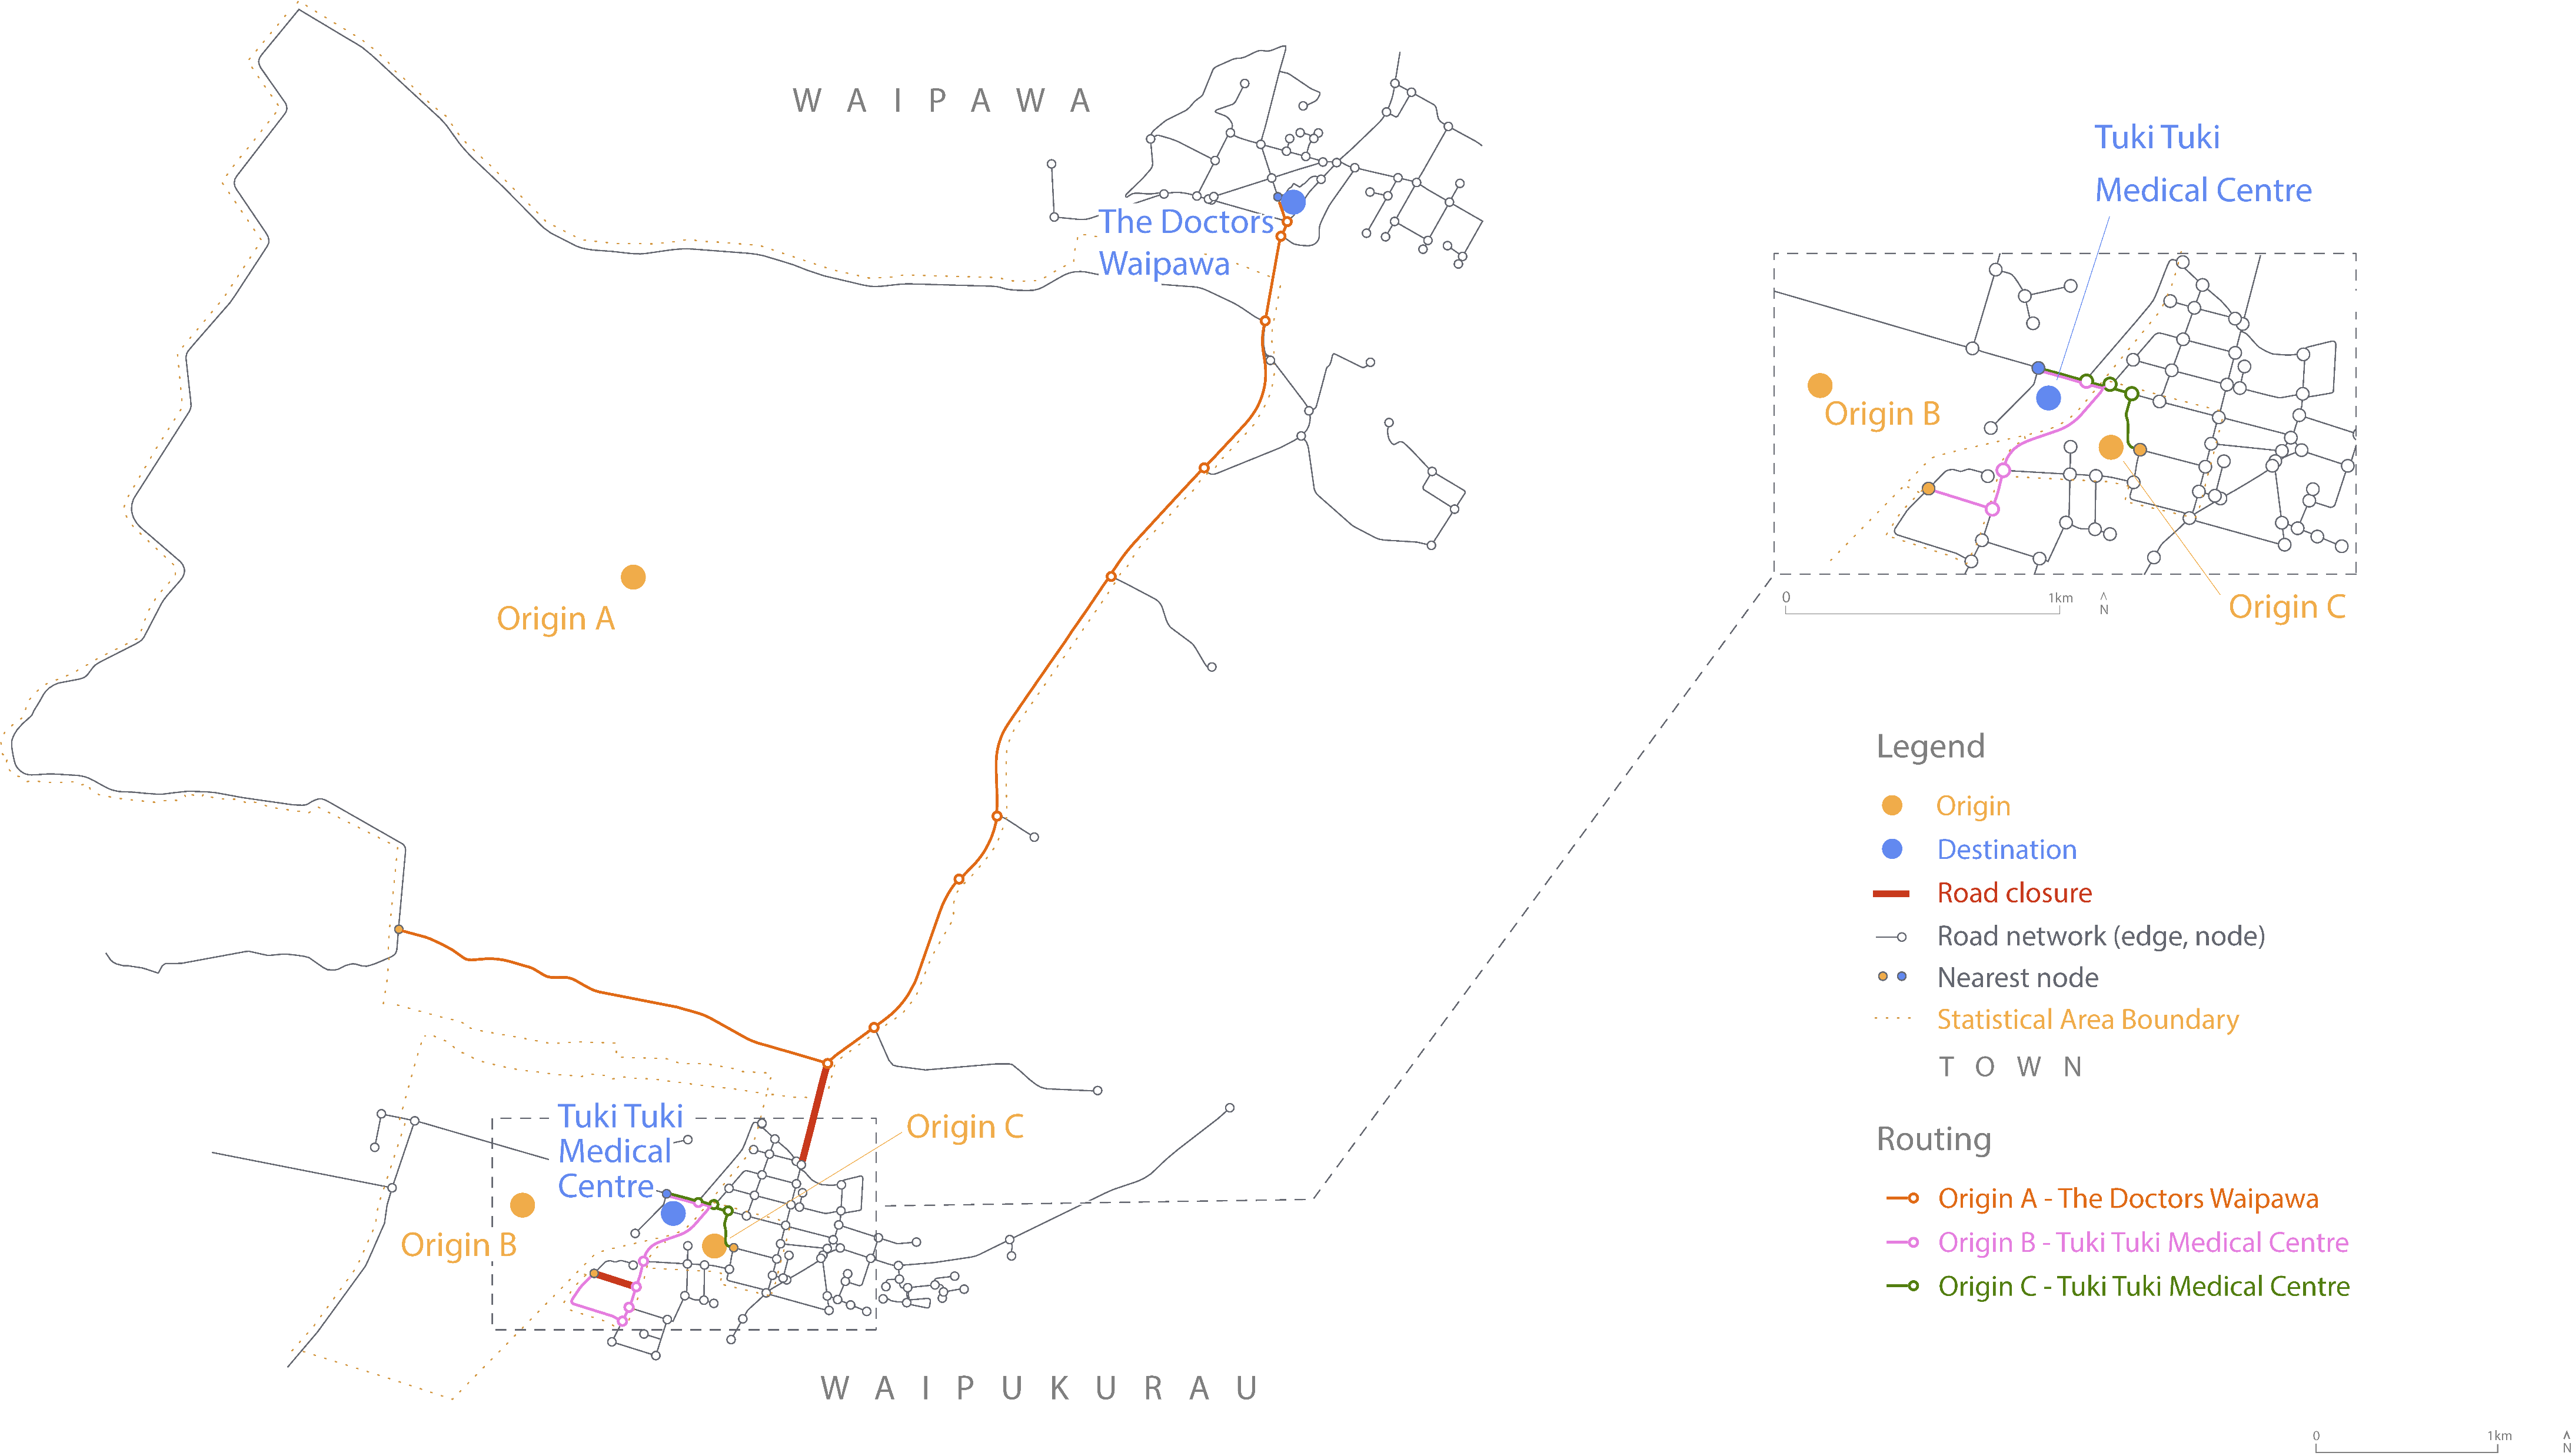 W A I P A W A
The Doctors
Waipawa
Origin A
Tuki Tuki
Medical
Centre
Origin C
Origin B
W A I P U K U R A U
Tuki Tuki
Medical Centre
Origin B
Origin C
0 1km ^
N
Legend
Origin
Destination
Road closure
Road network (edge, node)
Nearest node
Statistical Area Boundary
T O W N
Routing
Origin A - The Doctors Waipawa
Origin B - Tuki Tuki Medical Centre
Origin C - Tuki Tuki Medical Centre
0 1km ^
N